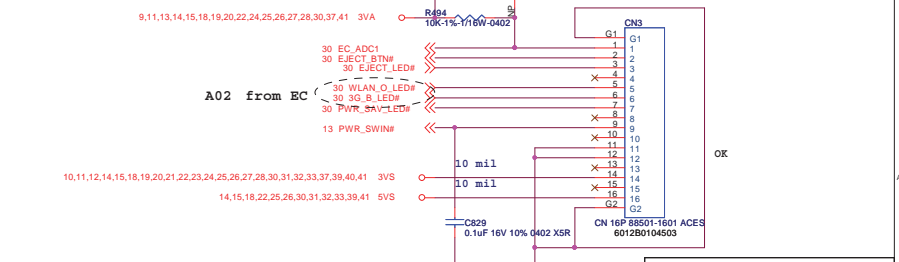 9,11,13,14,15,18,19,20,22,24,25,26,27,28,30,37,41 3VA
R494
10K-1%-1/16W-0402
NP
CN3
G1 G1
30 EC_ADC1 1 1
30 EJECT_BTN# 2 2
30 EJECT_LED# 3 3
4 4
30 WLAN_O_LED# 5 5
A02 from EC
30 3G_B_LED# 6 6
30 PWR_SAV_LED# 7 7
8 8
13 PWR_SWIN# 9 9
10 10
11 11
12 12
OK
10 mil
13 13
10,11,12,14,15,18,19,20,21,22,23,24,25,26,27,28,30,31,32,33,37,39,40,41 3VS 14 14
10 mil
15 15
14,15,18,22,25,26,30,31,32,33,39,41 5VS 16 16
G2 G2
C829
0.1uF 16V 10% 0402 X5R
CN 16P 88501-1601 ACES
6012B0104503